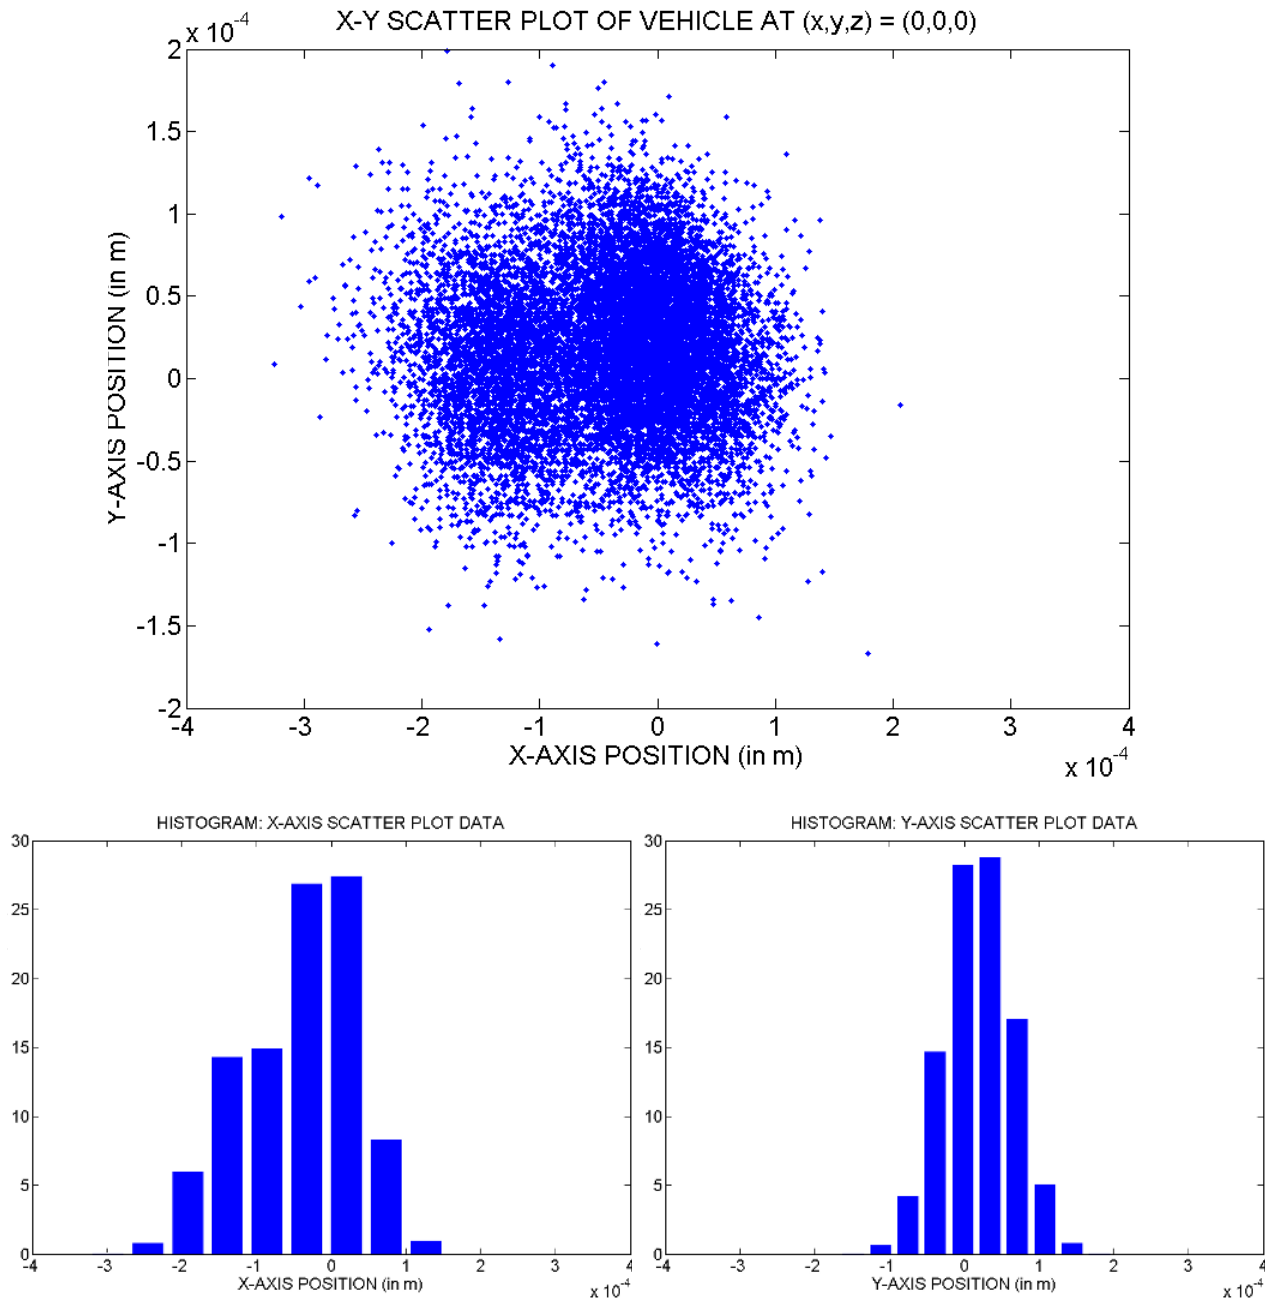 X-Y SCATTER PLOT OF VEHICLE AT (x,y,z) = (0,0,0)
x 10^-4
2
1.5
1
0.5
0
-0.5
-1
-1.5
-2
Y-AXIS POSITION (in m)
-4 -3 -2 -1 0 1 2 3 4
X-AXIS POSITION (in m)
x 10^-4
HISTOGRAM: X-AXIS SCATTER PLOT DATA
30
25
20
15
10
5
0
-4 -3 -2 -1 0 1 2 3 4
X-AXIS POSITION (in m)
x 10^-4
HISTOGRAM: Y-AXIS SCATTER PLOT DATA
30
25
20
15
10
5
0
-4 -3 -2 -1 0 1 2 3 4
Y-AXIS POSITION (in m)
x 10^-4